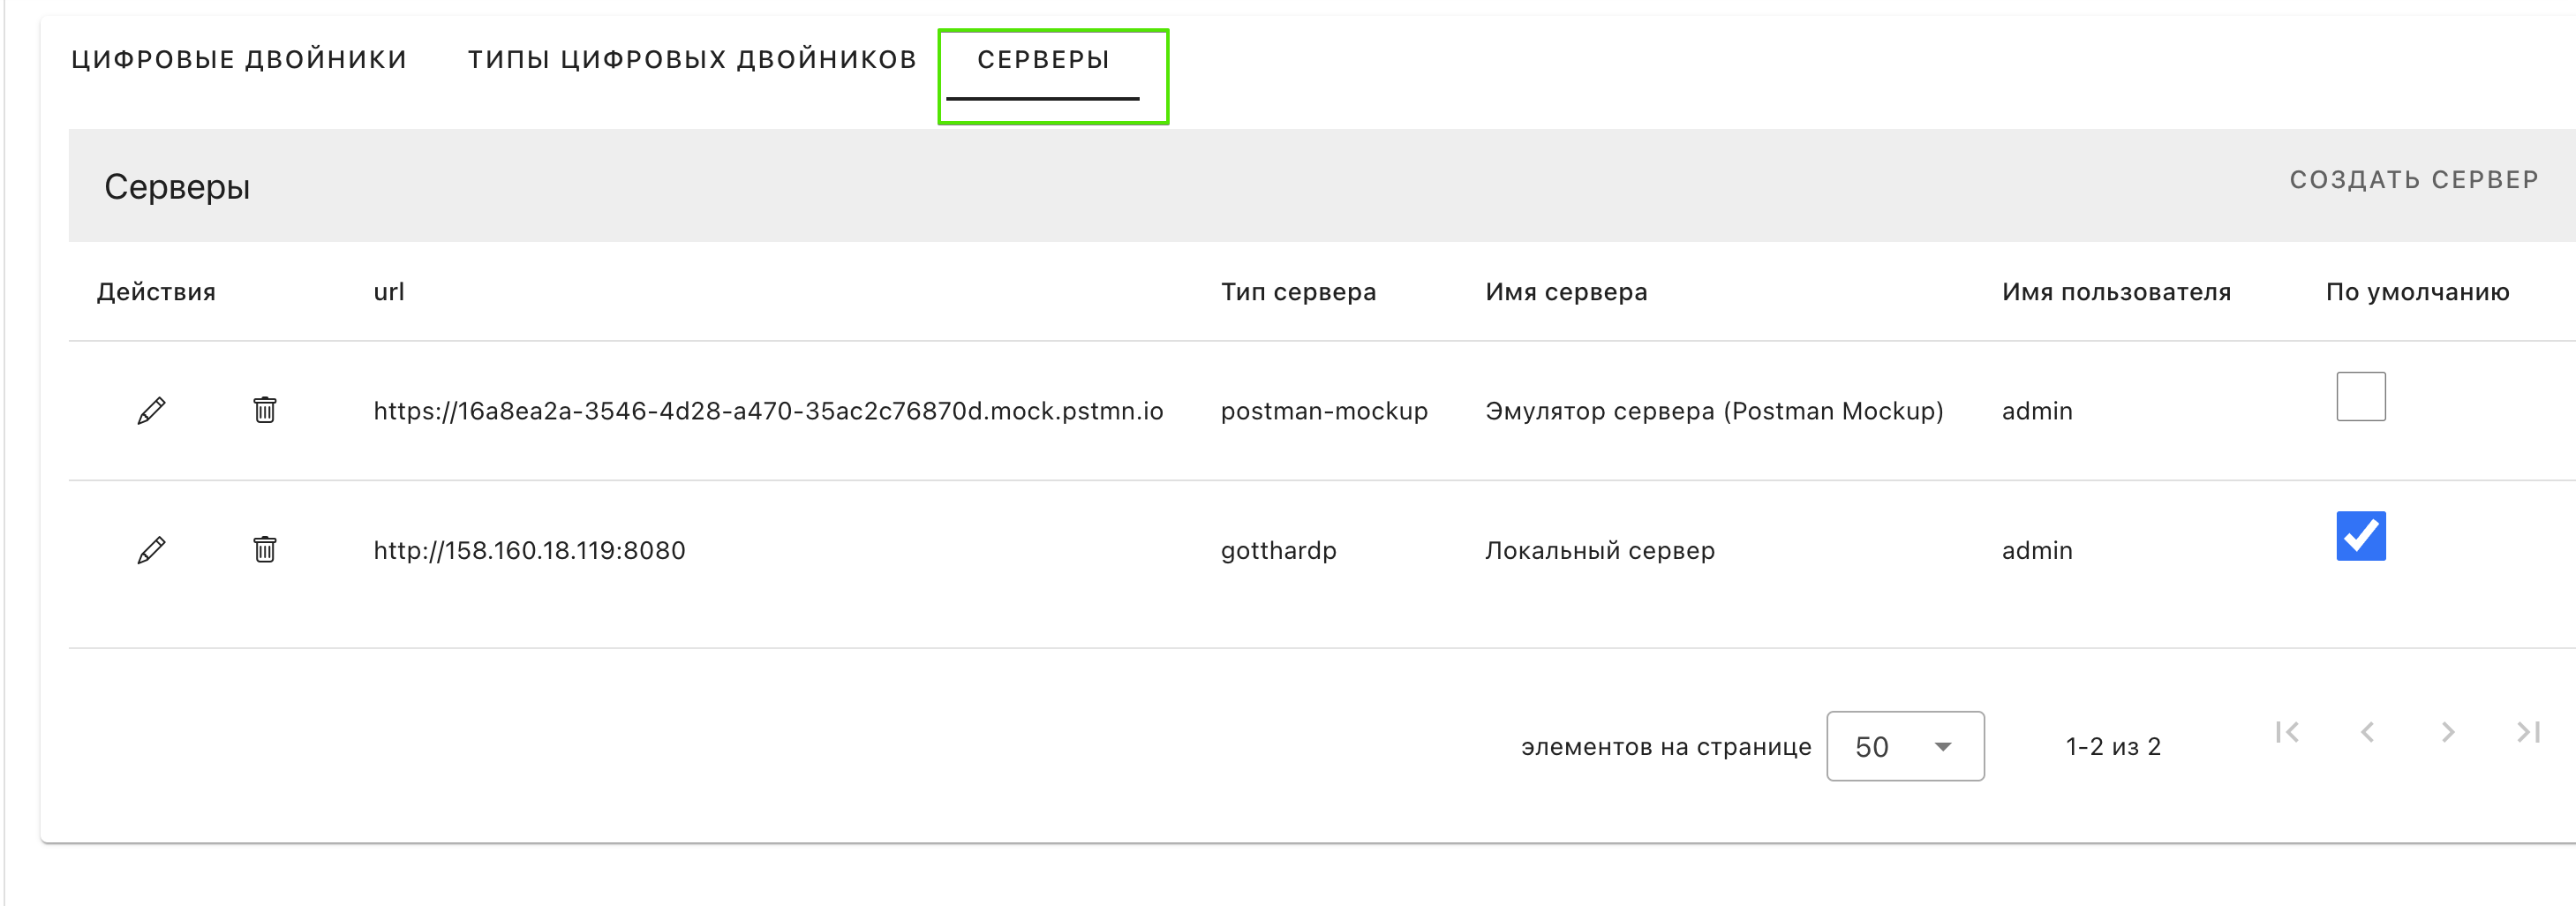 ЦИФРОВЫЕ ДВОЙНИКИ ТИПЫ ЦИФРОВЫХ ДВОЙНИКОВ СЕРВЕРЫ
Серверы СОЗДАТЬ СЕРВЕР
Действия url Тип сервера Имя сервера Имя пользователя По умолчанию
https://16a8ea2a-3546-4d28-a470-35ac2c76870d.mock.pstmn.io postman-mockup Эмулятор сервера (Postman Mockup) admin
http://158.160.18.119:8080 gotthardp Локальный сервер admin
элементов на странице 50 1-2 из 2